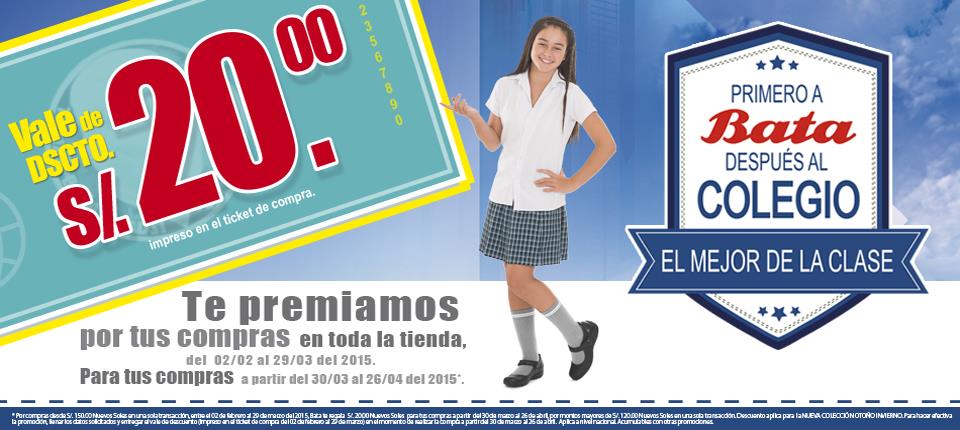 Vale de
DSCTO.
S/. 20.00
2 3 5 6 7 8 9 0
impreso en el ticket de compra.
PRIMERO A
Bata
DESPUÉS AL
COLEGIO
EL MEJOR DE LA CLASE
Te premiamos
por tus compras en toda la tienda,
del 02/02 al 29/03 del 2015.
Para tus compras a partir del 30/03 al 26/04 del 2015*.
* Por compras desde S/. 150.00 Nuevos Soles en una sola transacción, entre el 02 de febrero al 29 de marzo del 2015, Bata te regala S/. 20.00 Nuevos Soles para tus compras a partir del 30 de marzo al 26 de abril, por montos mayores de S/. 120.00 Nuevos Soles en una sola transacción. Descuento aplica para la NUEVA COLECCIÓN OTOÑO INVIERNO. Para hacer efectiva
la promoción, llenar los datos solicitados y entregar el vale de descuento (impreso en el ticket de compra del 02 de febrero al 29 de marzo) en el momento de realizar la compra a partir del 30 de marzo al 26 de abril. Aplica a nivel nacional. Acumulables con otras promociones.